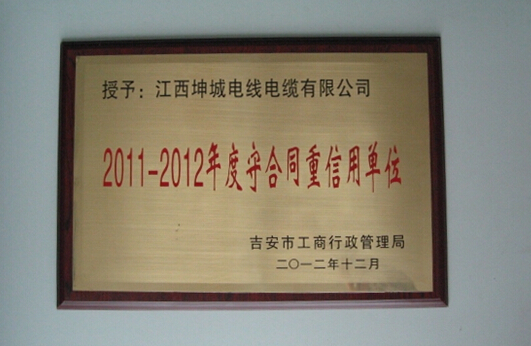 授予：江西坤城电线电缆有限公司
2011-2012年度守合同重信用单位
吉安市工商行政管理局
二〇一二年十二月